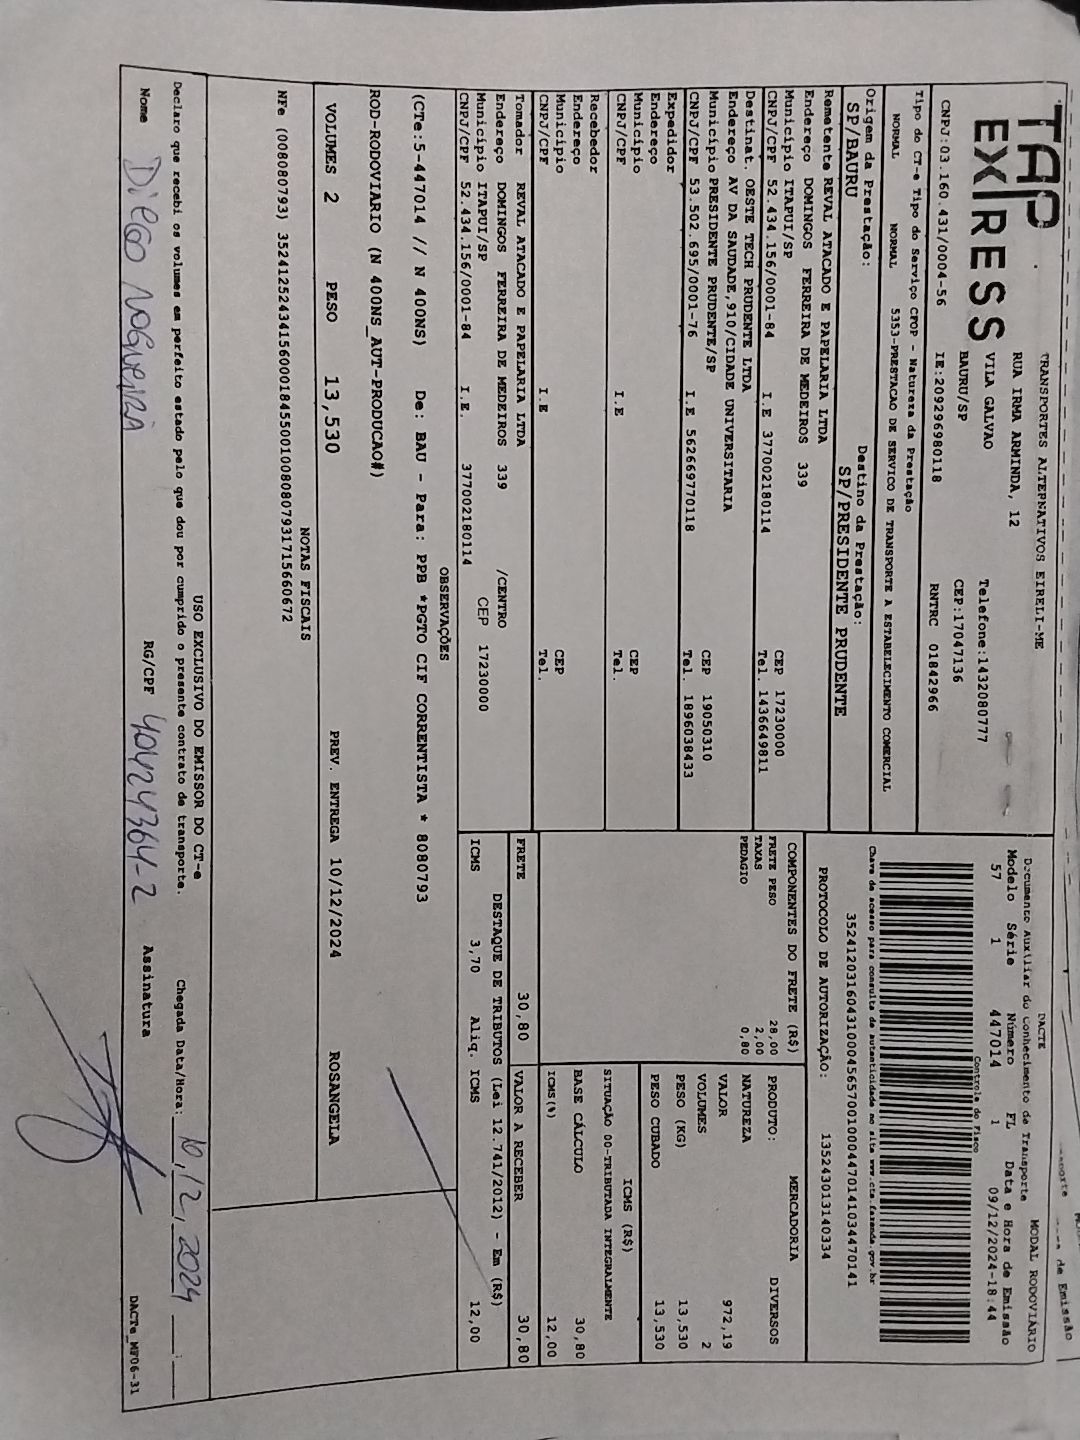 TAP
EXPRESS
TRANSPORTES ALTERNATIVOS EIRELI-ME
RUA IRMA ARMINDA, 12
VILA GALVAO Telefone:1432080777
BAURU/SP CEP:17047136
CNPJ:03.160.431/0004-56 IE:209296980118 RNTRC 01842966
Tipo do CT-e Tipo do Serviço CFOP - Natureza da Prestação
NORMAL NORMAL 5353-PRESTACAO DE SERVICO DE TRANSPORTE A ESTABELECIMENTO COMERCIAL
Origem da Prestação: Destino da Prestação:
SP/BAURU SP/PRESIDENTE PRUDENTE
Remetente REVAL ATACADO E PAPELARIA LTDA
Endereço DOMINGOS FERREIRA DE MEDEIROS 339
Município ITAPUI/SP CEP 17230000
CNPJ/CPF 52.434.156/0001-84 I.E 377002180114 Tel. 1436649811
Destinat. OESTE TECH PRUDENTE LTDA
Endereço AV DA SAUDADE,910/CIDADE UNIVERSITARIA
Município PRESIDENTE PRUDENTE/SP CEP 19050310
CNPJ/CPF 53.502.695/0001-76 I.E 562669770118 Tel. 1896038433
Expedidor
Endereço
Município CEP
CNPJ/CPF I.E Tel.
Recebedor
Endereço
Município CEP
CNPJ/CPF I.E Tel.
Tomador REVAL ATACADO E PAPELARIA LTDA
Endereço DOMINGOS FERREIRA DE MEDEIROS 339 /CENTRO
Município ITAPUI/SP CEP 17230000
CNPJ/CPF 52.434.156/0001-84 I.E. 377002180114
DACTE
Documento Auxiliar do Conhecimento de Transporte MODAL RODOVIÁRIO
Modelo Série Número FL Data e Hora de Emissão
57 1 447014 1 09/12/2024-18:44
Controle do Fisco
Chave de acesso para consulta de autenticidade no site www.cte.fazenda.gov.br
35241203160431000456570010004470141034470141
PROTOCOLO DE AUTORIZAÇÃO: 135243013140334
COMPONENTES DO FRETE (R$)
FRETE PESO 28,00
TAXAS 2,00
PEDAGIO 0,80
MERCADORIA
PRODUTO: DIVERSOS
NATUREZA
VALOR 972,19
VOLUMES 2
PESO (KG) 13,530
PESO CUBADO 13,530
ICMS (R$)
SITUAÇÃO 00-TRIBUTADA INTEGRALMENTE
BASE CÁLCULO 30,80
ICMS(%) 12,00
FRETE 30,80 VALOR A RECEBER 30,80
DESTAQUE DE TRIBUTOS (Lei 12.741/2012) - Em (R$)
ICMS 3,70 Aliq. ICMS 12,00
OBSERVAÇÕES
(CTe:5-447014 // N 400NS) De: BAU - Para: PPB *PGTO CIF CORRENTISTA * 8080793
ROD-RODOVIARIO (N 400NS_AUT-PRODUCAO#)
VOLUMES 2 PESO 13,530 PREV. ENTREGA 10/12/2024 ROSANGELA
NOTAS FISCAIS
NFe (008080793) 35241252434156000184550010080807931715660672
USO EXCLUSIVO DO EMISSOR DO CT-e
Declaro que recebi os volumes em perfeito estado pelo que dou por cumprido o presente contrato de transporte. Chegada Data/Hora: 10,12,2024 :
Nome Diego Nogueira RG/CPF 40424364-2 Assinatura DACTe_MF06-31